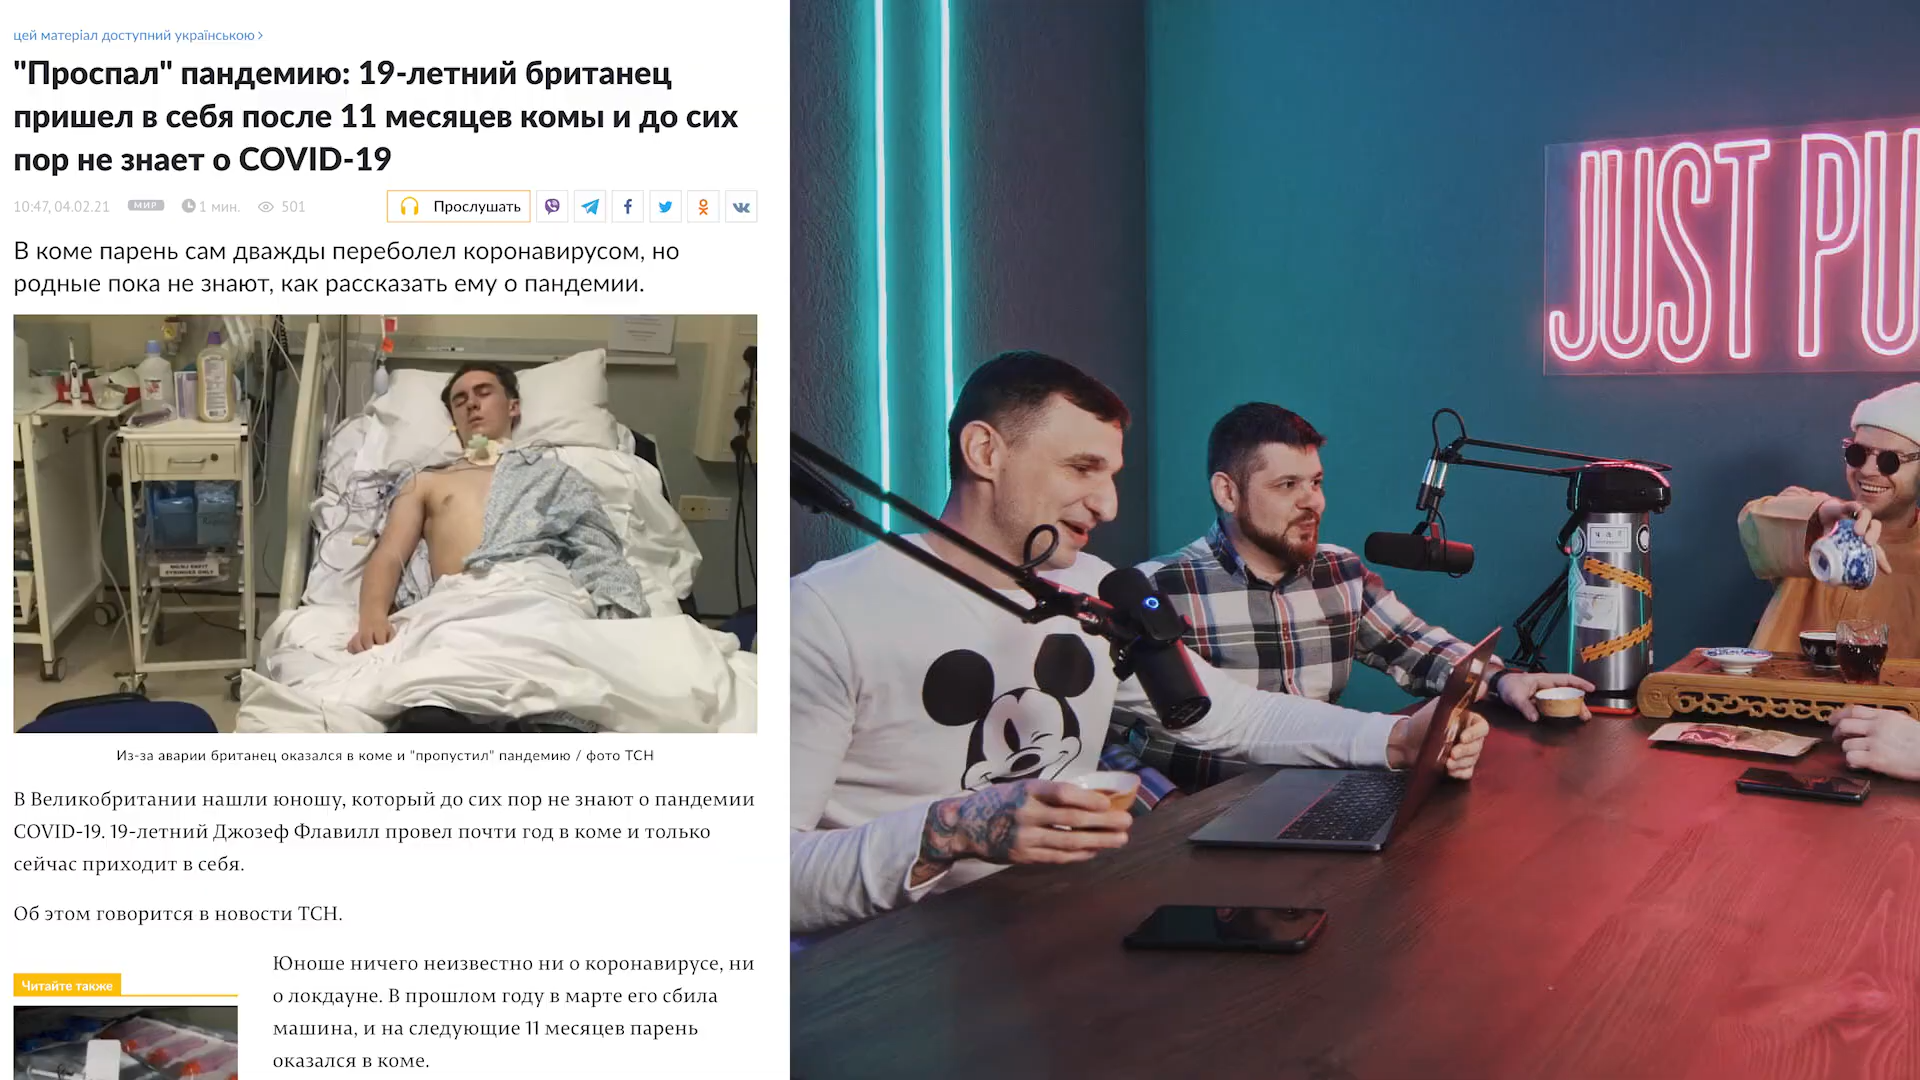 цей матеріал доступний українською
"Проспал" пандемию: 19-летний британец
пришел в себя после 11 месяцев комы и до сих
пор не знает о COVID-19
10:47, 04.02.21 МИР 1 мин. 501 Прослушать
В коме парень сам дважды переболел коронавирусом, но
родные пока не знают, как рассказать ему о пандемии.
Из-за аварии британец оказался в коме и "пропустил" пандемию / фото ТСН
В Великобритании нашли юношу, который до сих пор не знают о пандемии
COVID-19. 19-летний Джозеф Флавилл провел почти год в коме и только
сейчас приходит в себя.
Об этом говорится в новости ТСН.
Читайте также
Юноше ничего неизвестно ни о коронавирусе, ни
о локдауне. В прошлом году в марте его сбила
машина, и на следующие 11 месяцев парень
оказался в коме.
JUST PU